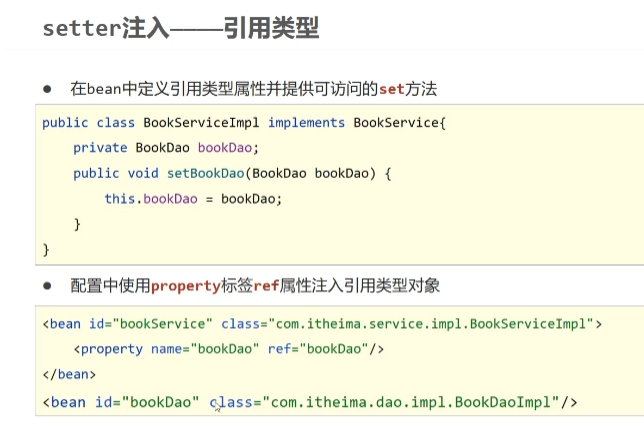 setter注入——引用类型
● 在bean中定义引用类型属性并提供可访问的set方法
public class BookServiceImpl implements BookService{
    private BookDao bookDao;
    public void setBookDao(BookDao bookDao) {
        this.bookDao = bookDao;
    }
}
● 配置中使用property标签ref属性注入引用类型对象
<bean id="bookService" class="com.itheima.service.impl.BookServiceImpl">
    <property name="bookDao" ref="bookDao"/>
</bean>
<bean id="bookDao" class="com.itheima.dao.impl.BookDaoImpl"/>